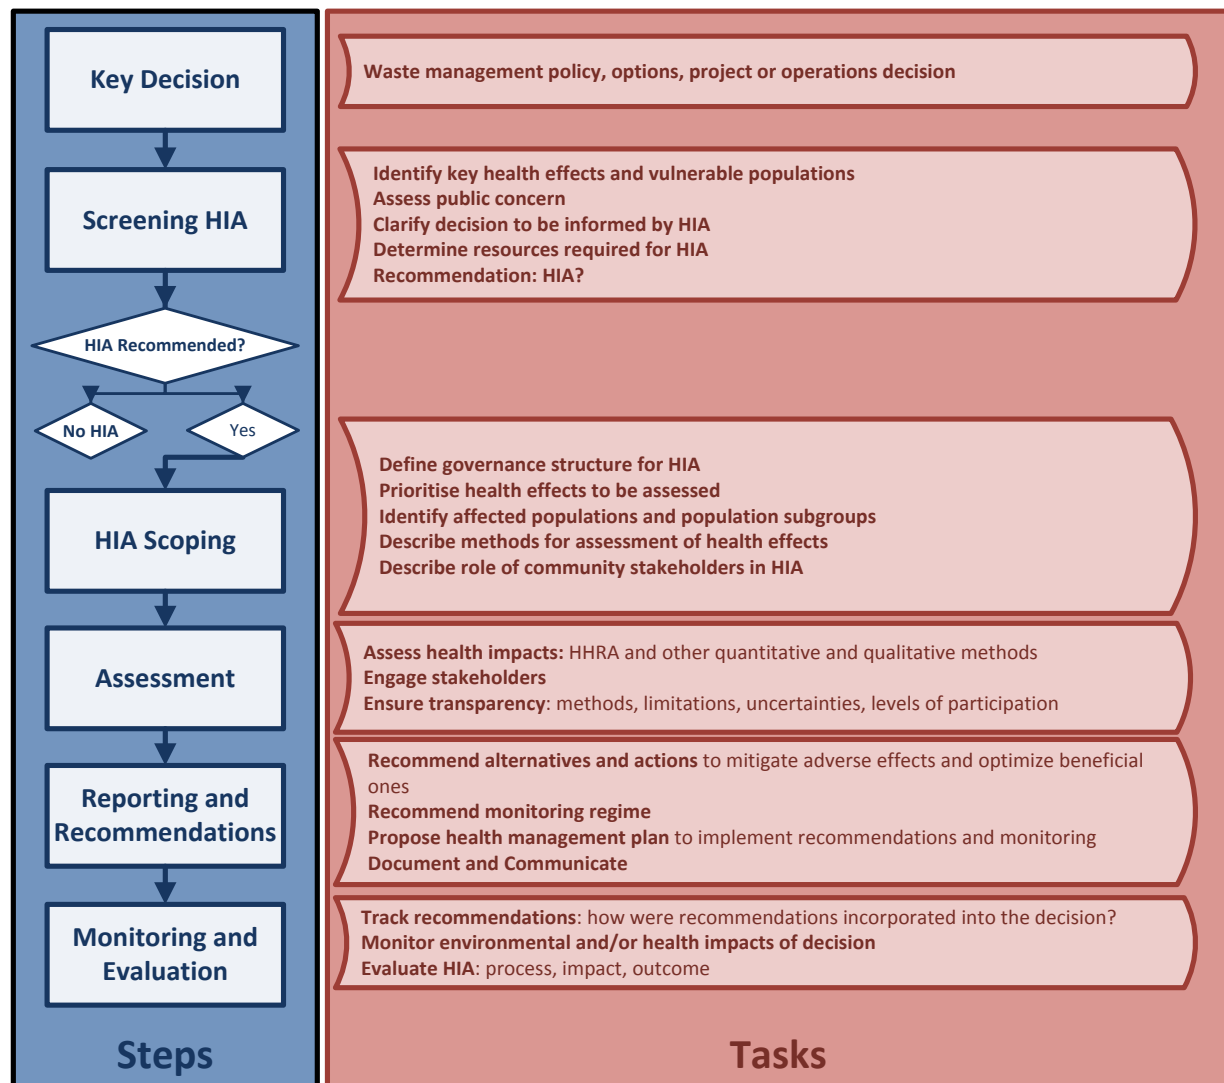 Key Decision
Waste management policy, options, project or operations decision
Screening HIA
Identify key health effects and vulnerable populations
Assess public concern
Clarify decision to be informed by HIA
Determine resources required for HIA
Recommendation: HIA?
HIA Recommended?
No HIA
Yes
HIA Scoping
Define governance structure for HIA
Prioritise health effects to be assessed
Identify affected populations and population subgroups
Describe methods for assessment of health effects
Describe role of community stakeholders in HIA
Assessment
Assess health impacts: HHRA and other quantitative and qualitative methods
Engage stakeholders
Ensure transparency: methods, limitations, uncertainties, levels of participation
Reporting and
Recommendations
Recommend alternatives and actions to mitigate adverse effects and optimize beneficial
ones
Recommend monitoring regime
Propose health management plan to implement recommendations and monitoring
Document and Communicate
Monitoring and
Evaluation
Track recommendations: how were recommendations incorporated into the decision?
Monitor environmental and/or health impacts of decision
Evaluate HIA: process, impact, outcome
Steps
Tasks